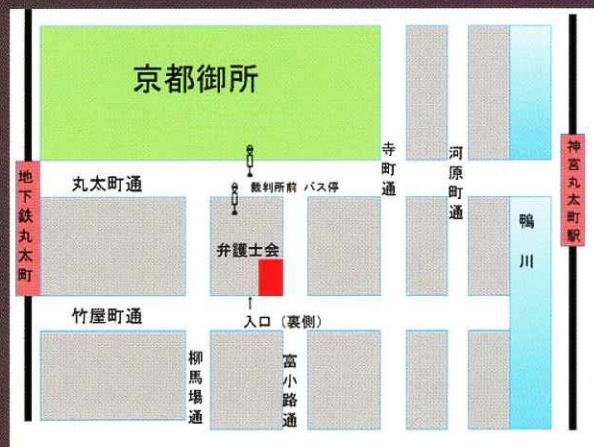 京都御所
地下鉄丸太町
丸太町通
裁判所前 バス停
寺町通
河原町通
神宮丸太町駅
弁護士会
鴨川
竹屋町通
入口（裏側）
柳馬場通
富小路通